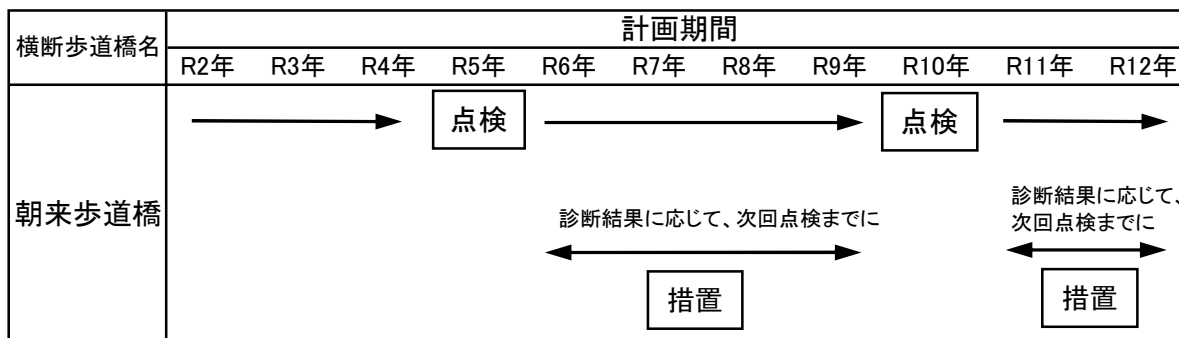 横断歩道橋名
計画期間
R2年 R3年 R4年 R5年 R6年 R7年 R8年 R9年 R10年 R11年 R12年
点検
点検
朝来歩道橋
診断結果に応じて、次回点検までに
診断結果に応じて、
次回点検までに
措置
措置